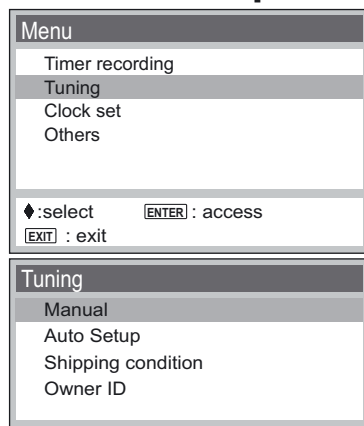 Menu
Timer recording
Tuning
Clock set
Others
♦:select ENTER : access
EXIT : exit
Tuning
Manual
Auto Setup
Shipping condition
Owner ID